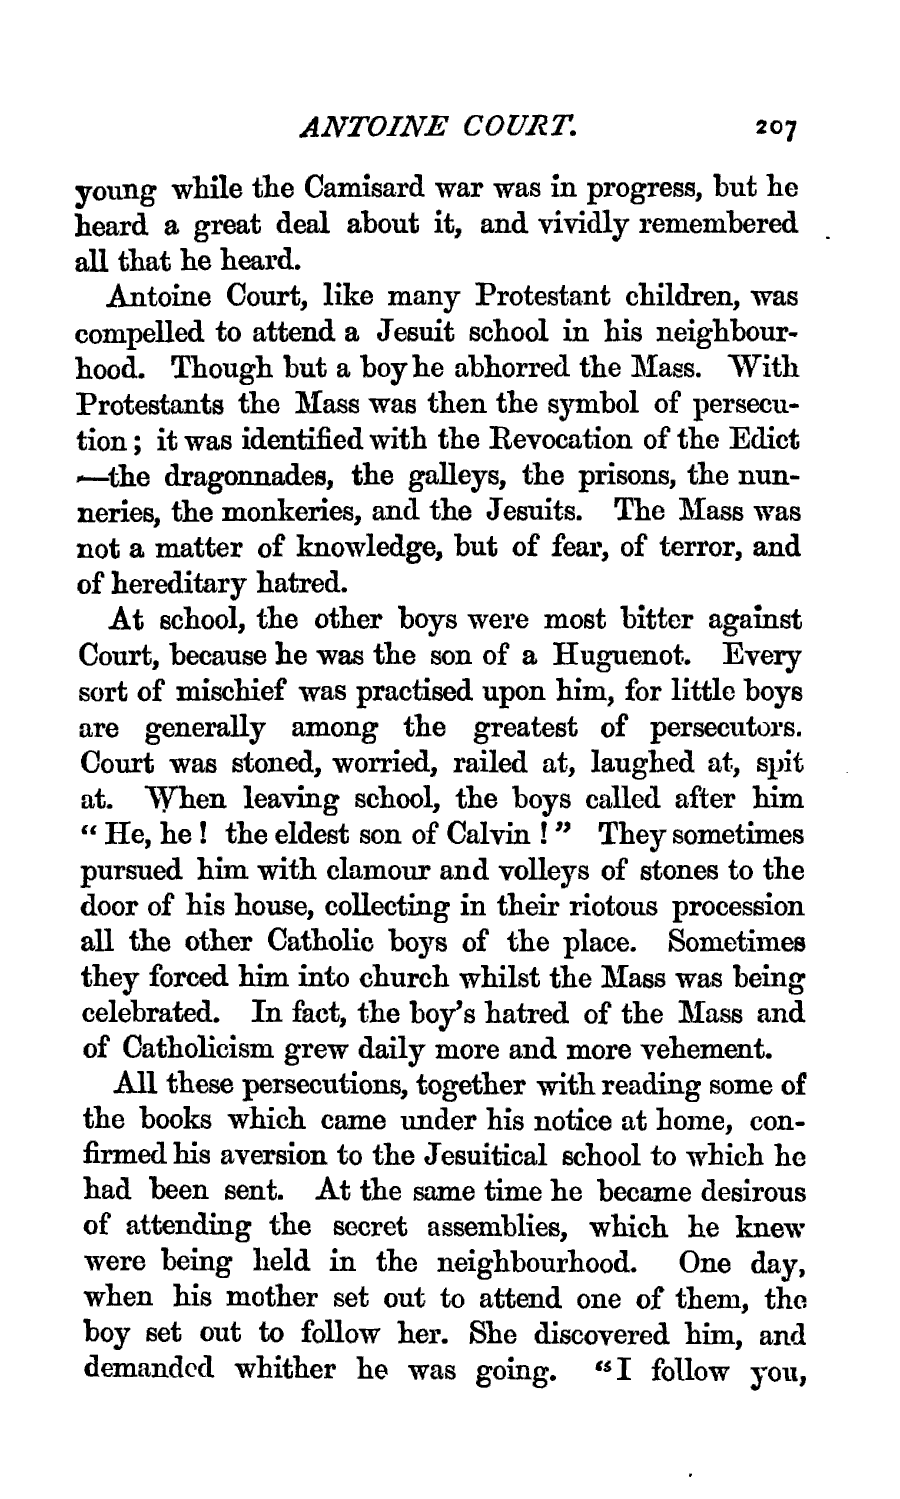 ANTOINE COURT. 207
young while the Camisard war was in progress, but he
heard a great deal about it, and vividly remembered
all that he heard.
Antoine Court, like many Protestant children, was
compelled to attend a Jesuit school in his neighbour-
hood. Though but a boy he abhorred the Mass. With
Protestants the Mass was then the symbol of persecu-
tion; it was identified with the Revocation of the Edict
—the dragonnades, the galleys, the prisons, the nun-
neries, the monkeries, and the Jesuits. The Mass was
not a matter of knowledge, but of fear, of terror, and
of hereditary hatred.
At school, the other boys were most bitter against
Court, because he was the son of a Huguenot. Every
sort of mischief was practised upon him, for little boys
are generally among the greatest of persecutors.
Court was stoned, worried, railed at, laughed at, spit
at. When leaving school, the boys called after him
“He, he! the eldest son of Calvin!” They sometimes
pursued him with clamour and volleys of stones to the
door of his house, collecting in their riotous procession
all the other Catholic boys of the place. Sometimes
they forced him into church whilst the Mass was being
celebrated. In fact, the boy’s hatred of the Mass and
of Catholicism grew daily more and more vehement.
All these persecutions, together with reading some of
the books which came under his notice at home, con-
firmed his aversion to the Jesuitical school to which he
had been sent. At the same time he became desirous
of attending the secret assemblies, which he knew
were being held in the neighbourhood. One day,
when his mother set out to attend one of them, the
boy set out to follow her. She discovered him, and
demanded whither he was going. “I follow you,